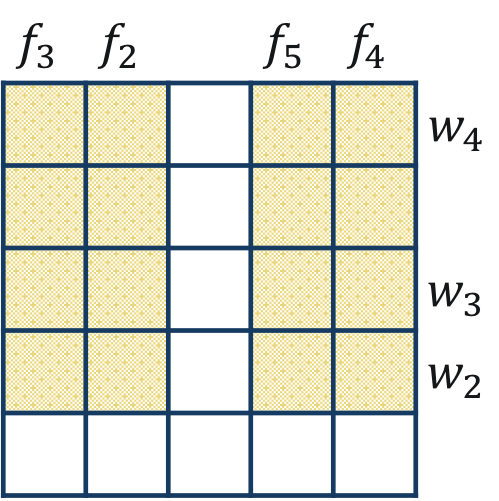 f₃ f₂ f₅ f₄
w₄
w₃
w₂